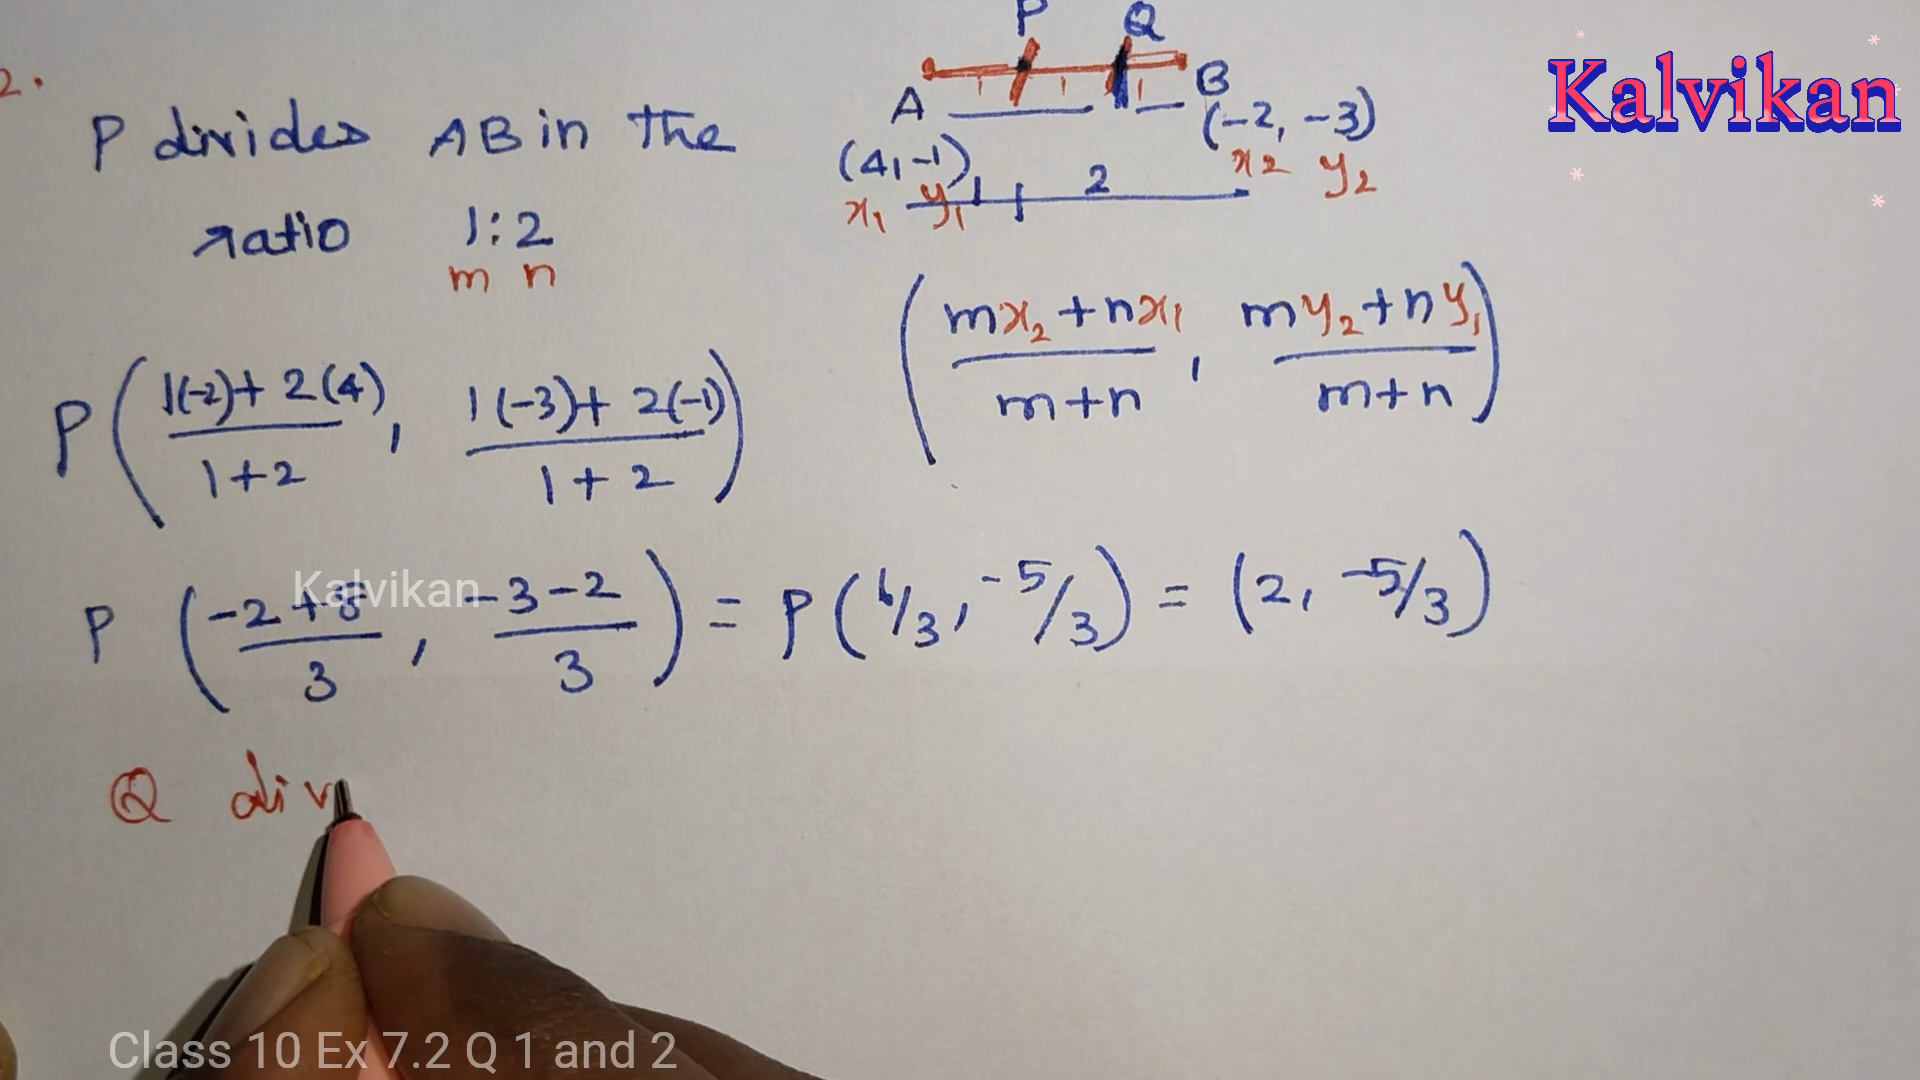 2.
P Q
Kalvikan
A B
P divides AB in the
(4, -1) (-2, -3)
x₁ y₁ x₂ y₂
1 2
ratio 1:2
m n
(mx₂+nx₁/m+n, my₂+ny₁/m+n)
P(1(-2)+2(4)/1+2, 1(-3)+2(-1)/1+2)
P(-2+8/3, -3-2/3) = P(6/3, -5/3) = (2, -5/3)
Kalvikan
Q div
Class 10 Ex 7.2 Q 1 and 2